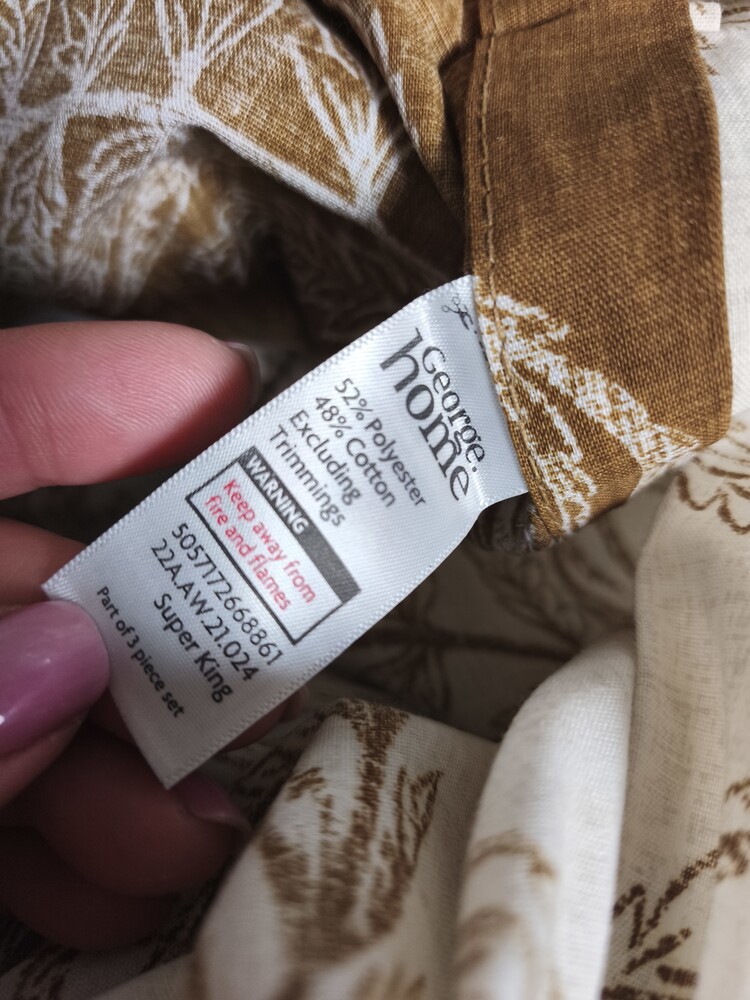 George.
home
52% Polyester
48% Cotton
Excluding
Trimmings
WARNING
Keep away from
fire and flames
5057172668861
22A.AW.21.024
Super King
Part of 3 piece set